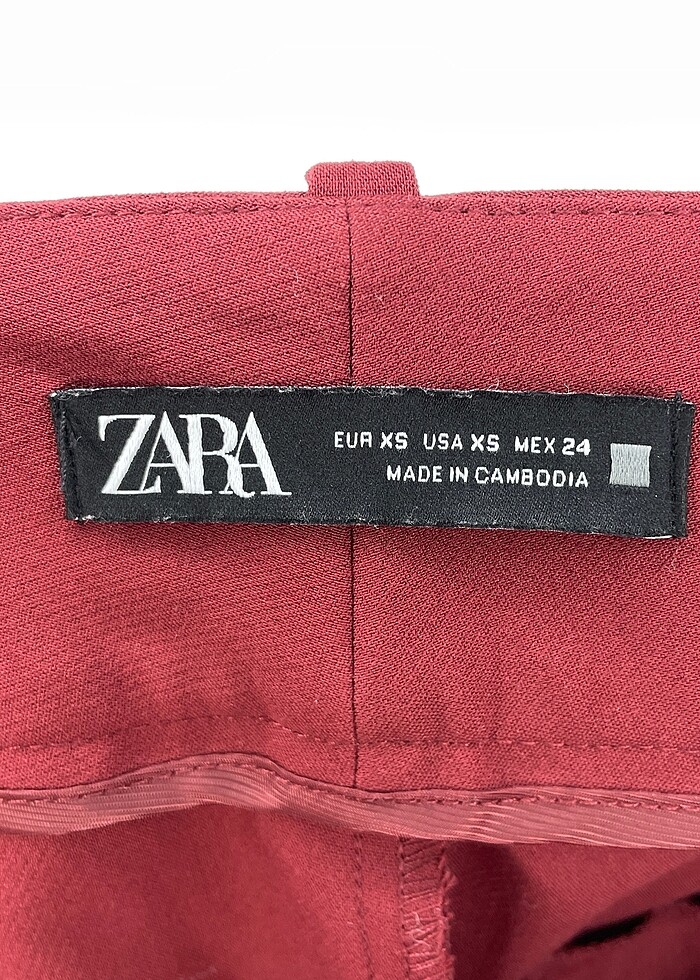 ZARA
EUR XS USA XS MEX 24
MADE IN CAMBODIA